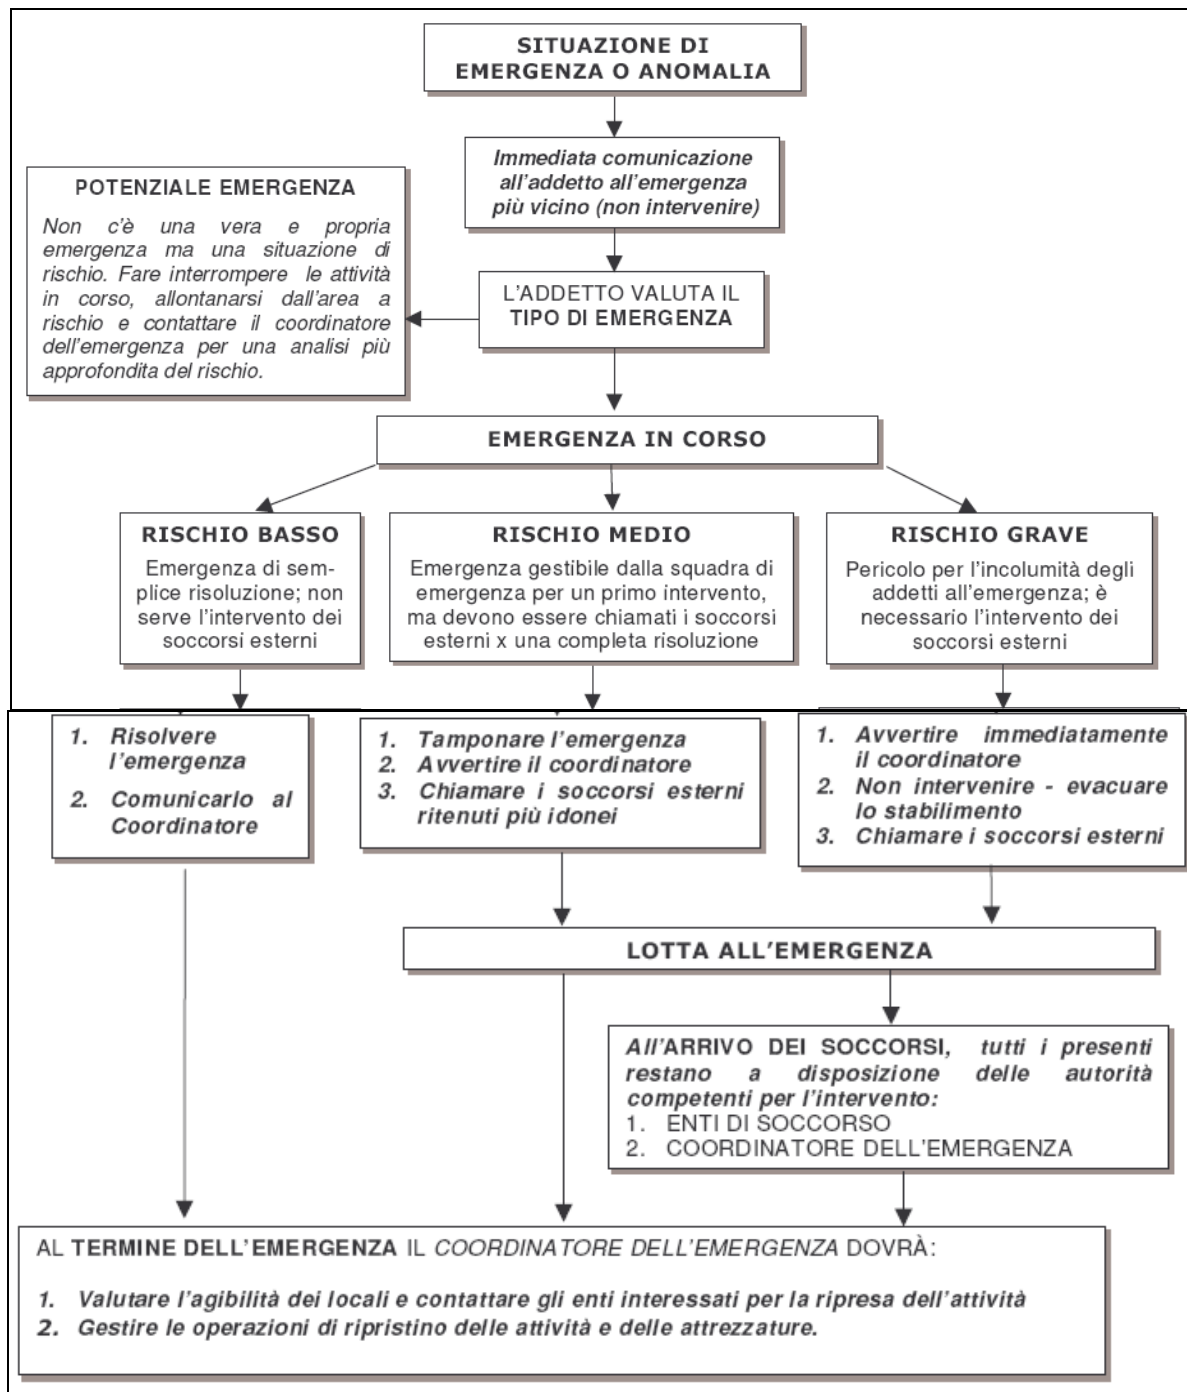 SITUAZIONE DI
EMERGENZA O ANOMALIA
Immediata comunicazione
all'addetto all'emergenza
più vicino (non intervenire)
POTENZIALE EMERGENZA
Non c'è una vera e propria
emergenza ma una situazione di
rischio. Fare interrompere le attività
in corso, allontanarsi dall'area a
rischio e contattare il coordinatore
dell'emergenza per una analisi più
approfondita del rischio.
L'ADDETTO VALUTA IL
TIPO DI EMERGENZA
EMERGENZA IN CORSO
RISCHIO BASSO
Emergenza di sem-
plice risoluzione; non
serve l'intervento dei
soccorsi esterni
RISCHIO MEDIO
Emergenza gestibile dalla squadra di
emergenza per un primo intervento,
ma devono essere chiamati i soccorsi
esterni x una completa risoluzione
RISCHIO GRAVE
Pericolo per l'incolumità degli
addetti all'emergenza; è
necessario l'intervento dei
soccorsi esterni
1. Risolvere
l'emergenza
2. Comunicarlo al
Coordinatore
1. Tamponare l'emergenza
2. Avvertire il coordinatore
3. Chiamare i soccorsi esterni
ritenuti più idonei
1. Avvertire immediatamente
il coordinatore
2. Non intervenire - evacuare
lo stabilimento
3. Chiamare i soccorsi esterni
LOTTA ALL'EMERGENZA
All'ARRIVO DEI SOCCORSI, tutti i presenti
restano a disposizione delle autorità
competenti per l'intervento:
1. ENTI DI SOCCORSO
2. COORDINATORE DELL'EMERGENZA
AL TERMINE DELL'EMERGENZA IL COORDINATORE DELL'EMERGENZA DOVRÀ:
1. Valutare l'agibilità dei locali e contattare gli enti interessati per la ripresa dell'attività
2. Gestire le operazioni di ripristino delle attività e delle attrezzature.